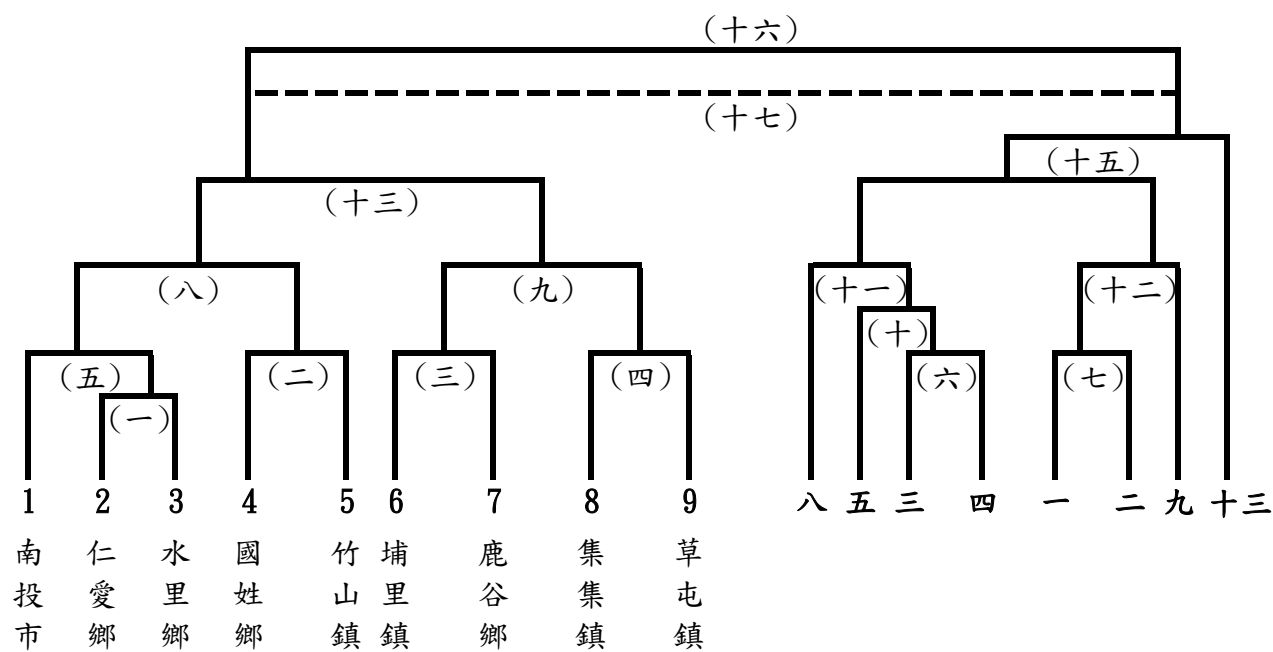 (十六)
(十七)
(十五)
(十三)
(八)
(九)
(十一)
(十二)
(十)
(五)
(二)
(三)
(四)
(六)
(七)
(一)
1 2 3 4 5 6 7 8 9
八 五 三 四 一 二 九 十三
南投市
仁愛鄉
水里鄉
國姓鄉
竹山鎮
埔里鎮
鹿谷鄉
集集鎮
草屯鎮